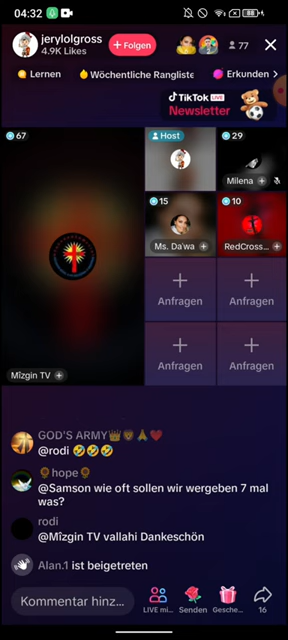 04:32
jerylolgross
4.9K Likes
+ Folgen
77
Lernen
Wöchentliche Rangliste
Erkunden
TikTok LIVE
Newsletter
67
Host
29
Milena
15
10
Ms. Da'wa
RedCross...
Anfragen
Anfragen
Anfragen
Anfragen
Mîzgin TV
GOD'S ARMY👑🦁🙏❤️
@rodi 🤣🤣🤣
🌻hope🌻
@Samson wie oft sollen wir wergeben 7 mal
was?
rodi
@Mîzgin TV vallahi Dankeschön
Alan.1 ist beigetreten
Kommentar hinz...
LIVE mi...
Senden
Gesche...
16